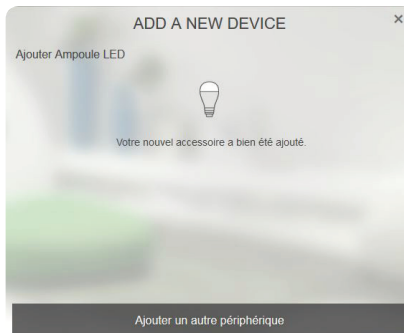 ADD A NEW DEVICE
×
Ajouter Ampoule LED
Votre nouvel accessoire a bien été ajouté.
Ajouter un autre périphérique